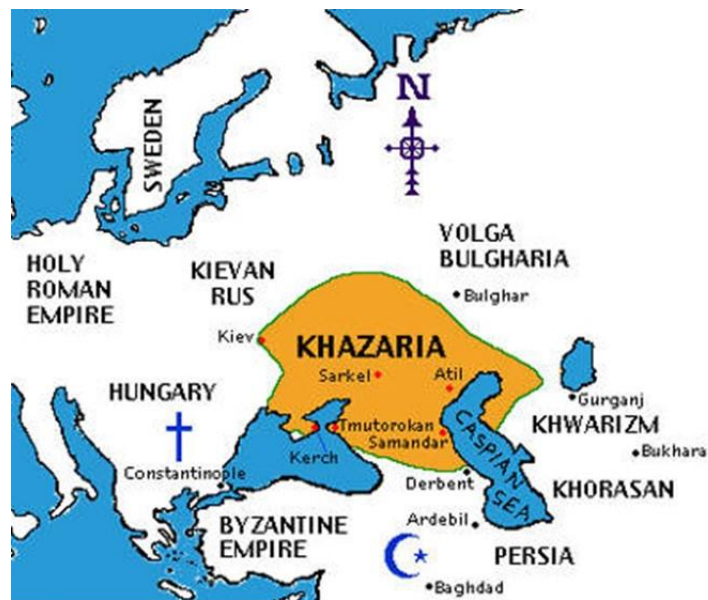 N
SWEDEN
VOLGA
BULGHARIA
HOLY
ROMAN
EMPIRE
KIEVAN
RUS
Bulghar
Kiev
KHAZARIA
Sarkel
Atil
HUNGARY
Gurganj
KHWARIZM
Tmutorokan
Samandar
Kerch
CASPIAN
SEA
Bukhara
Constantinople
Derbent
KHORASAN
BYZANTINE
EMPIRE
Ardebil
PERSIA
Baghdad